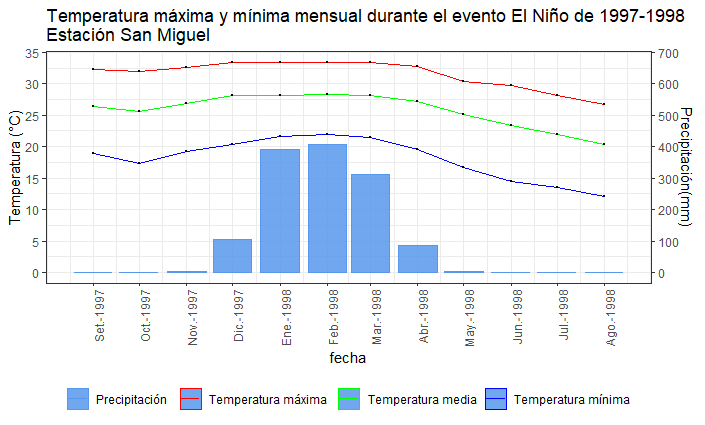 Temperatura máxima y mínima mensual durante el evento El Niño de 1997-1998
Estación San Miguel
35
30
25
20
15
10
5
0
Temperatura (°C)
700
600
500
400
300
200
100
0
Precipitación(mm)
Set.-1997
Oct.-1997
Nov.-1997
Dic.-1997
Ene.-1998
Feb.-1998
Mar.-1998
Abr.-1998
May.-1998
Jun.-1998
Jul.-1998
Ago.-1998
fecha
Precipitación
Temperatura máxima
Temperatura media
Temperatura mínima